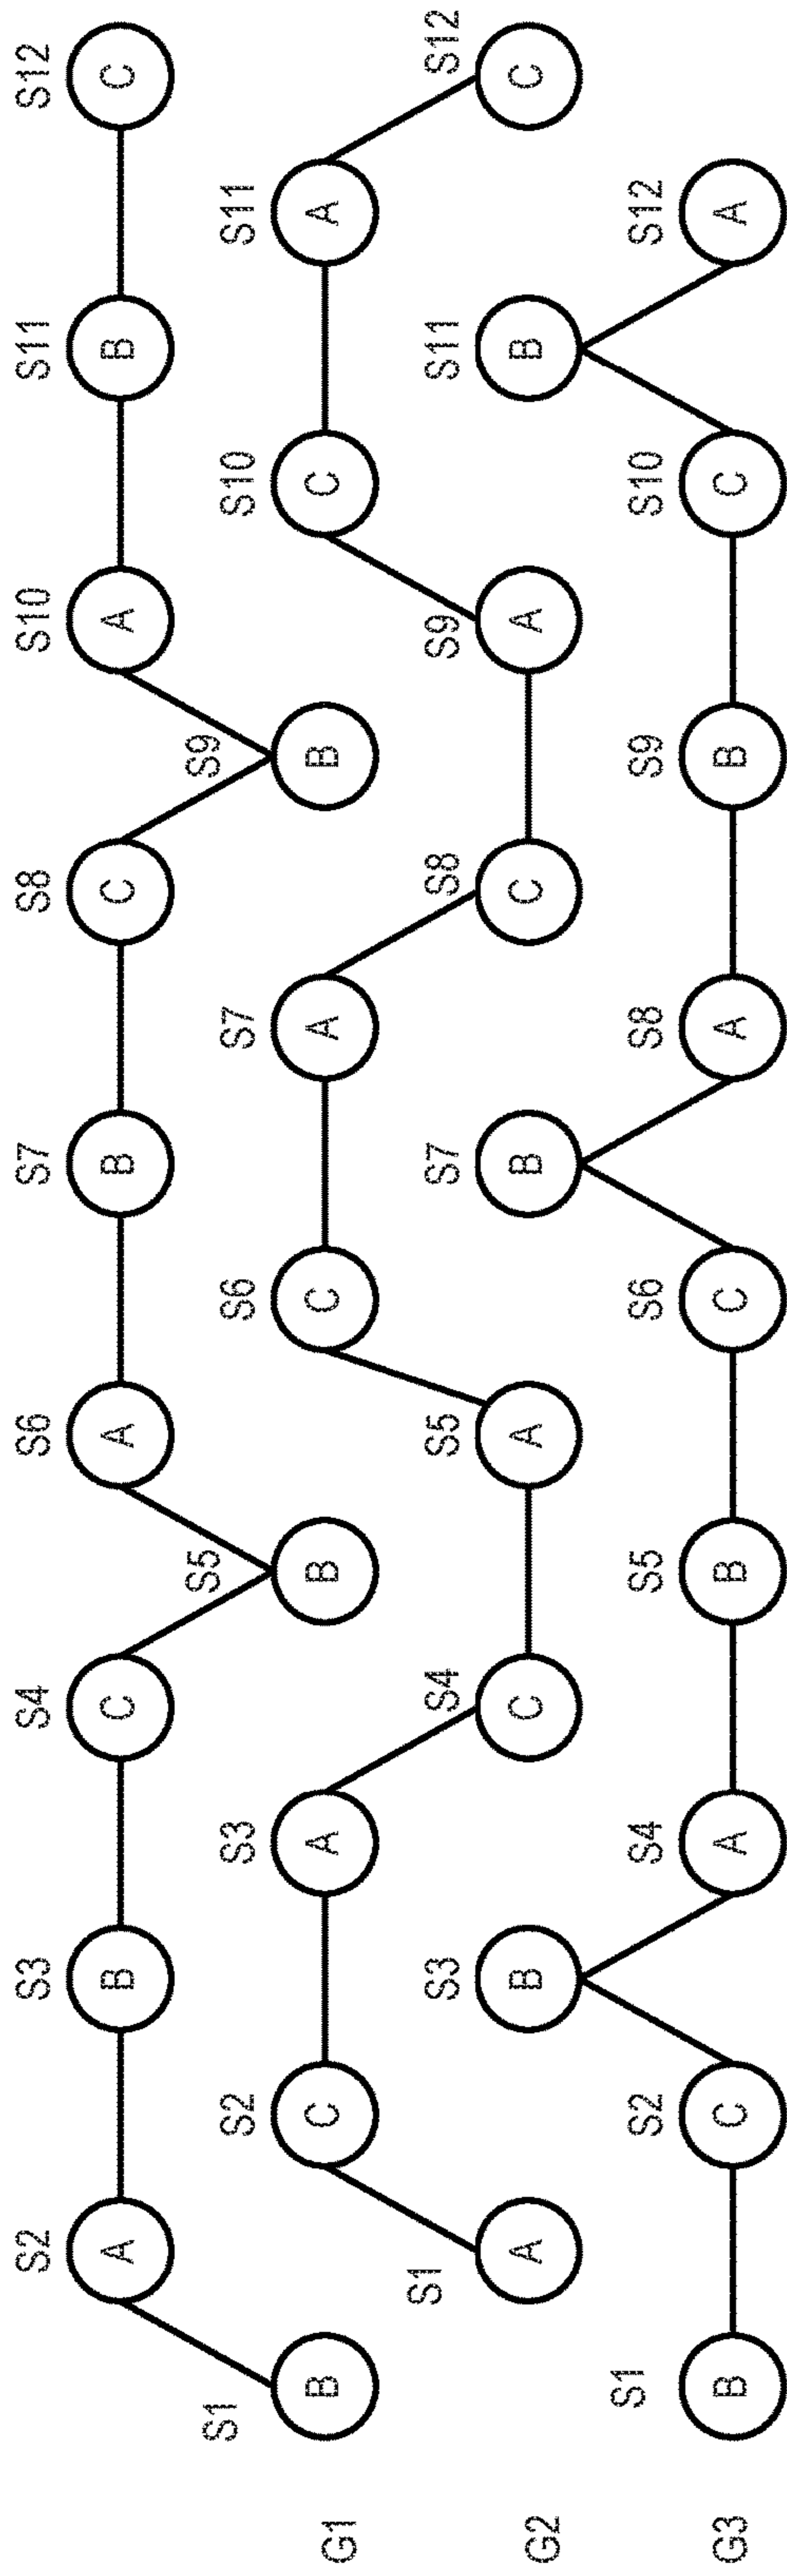 S2 S3 S4 S6 S7 S8 S10 S11 S12
A B C A B C A B C
S1 S2 S3 S5 S6 S7 S9 S10 S11
G1 B C A B C A B C A
S1 S3 S4 S5 S7 S8 S9 S11 S12
G2 A B C A B C A B C
S1 S2 S4 S5 S6 S8 S9 S10 S12
G3 B C A B C A B C A